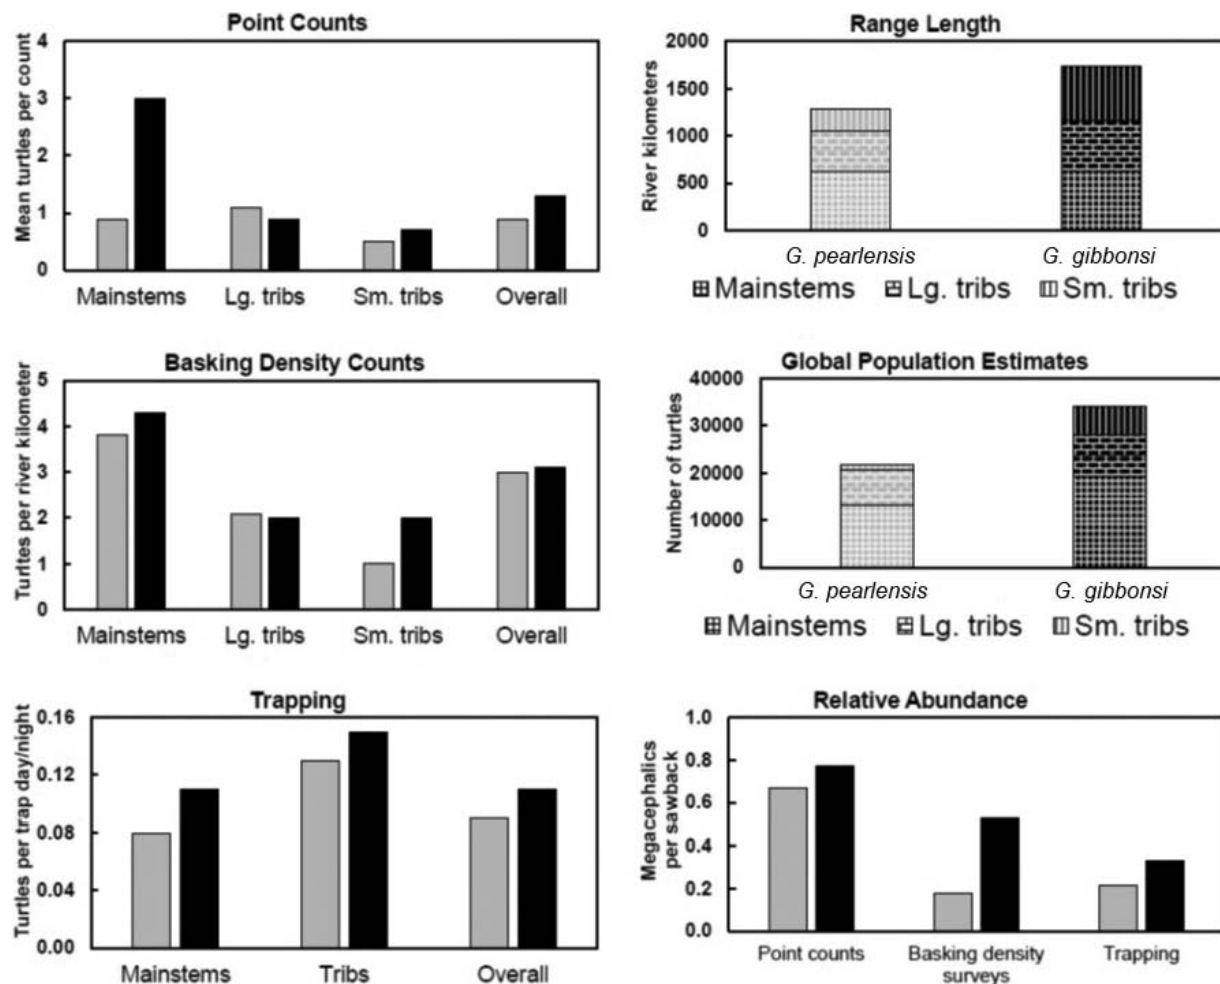 Point Counts
Mean turtles per count
4
3
2
1
0
Mainstems Lg. tribs Sm. tribs Overall
Range Length
River kilometers
2000
1500
1000
500
0
G. pearlensis G. gibbonsi
Mainstems Lg. tribs Sm. tribs
Basking Density Counts
Turltes per river kilometer
5
4
3
2
1
0
Mainstems Lg. tribs Sm. tribs Overall
Global Population Estimates
Number of turtles
40000
30000
20000
10000
0
G. pearlensis G. gibbonsi
Mainstems Lg. tribs Sm. tribs
Trapping
Turtles per trap day/night
0.16
0.12
0.08
0.04
0.00
Mainstems Tribs Overall
Relative Abundance
Megacephalics
per sawback
1.0
0.8
0.6
0.4
0.2
0.0
Point counts Basking density Trapping
surveys